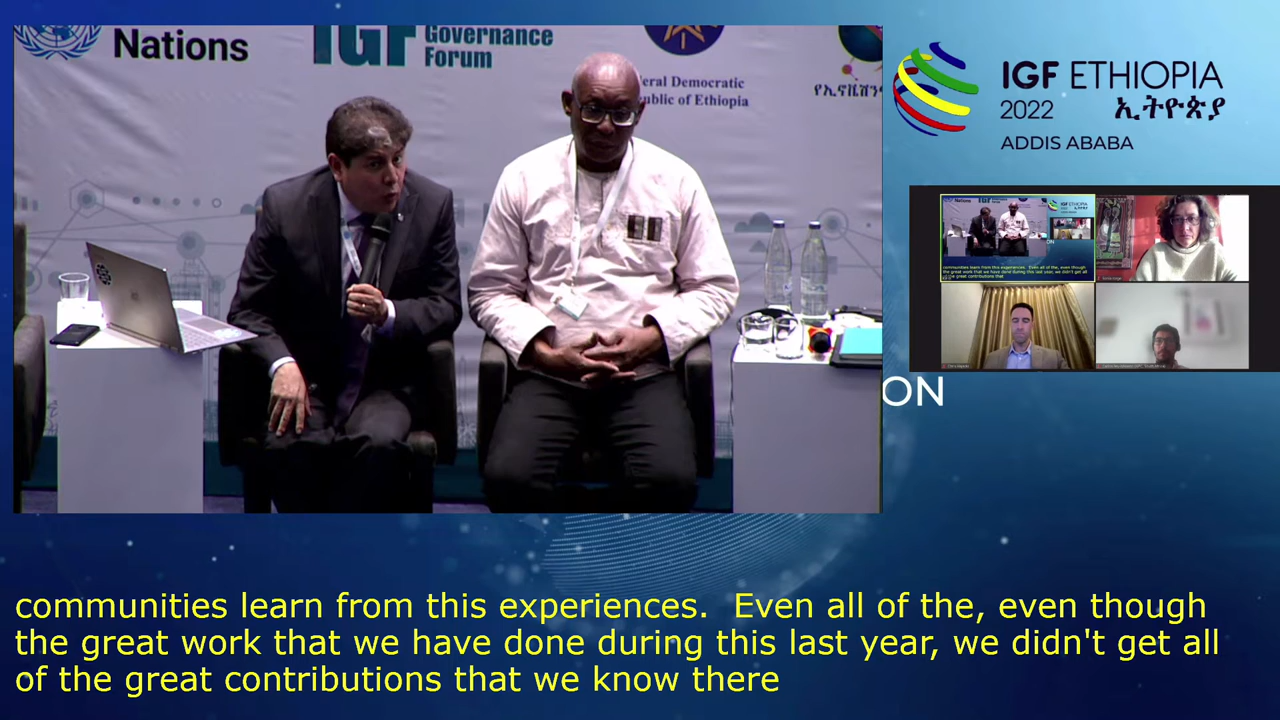 Nations
IGF
Governance
Forum
eral Democratic
ublic of Ethiopia
የኢኖቬሽን
IGF ETHIOPIA
2022 ኢትዮጵያ
ADDIS ABABA
ON
communities learn from this experiences. Even all of the, even though
the great work that we have done during this last year, we didn't get all
of the great contributions that we know there